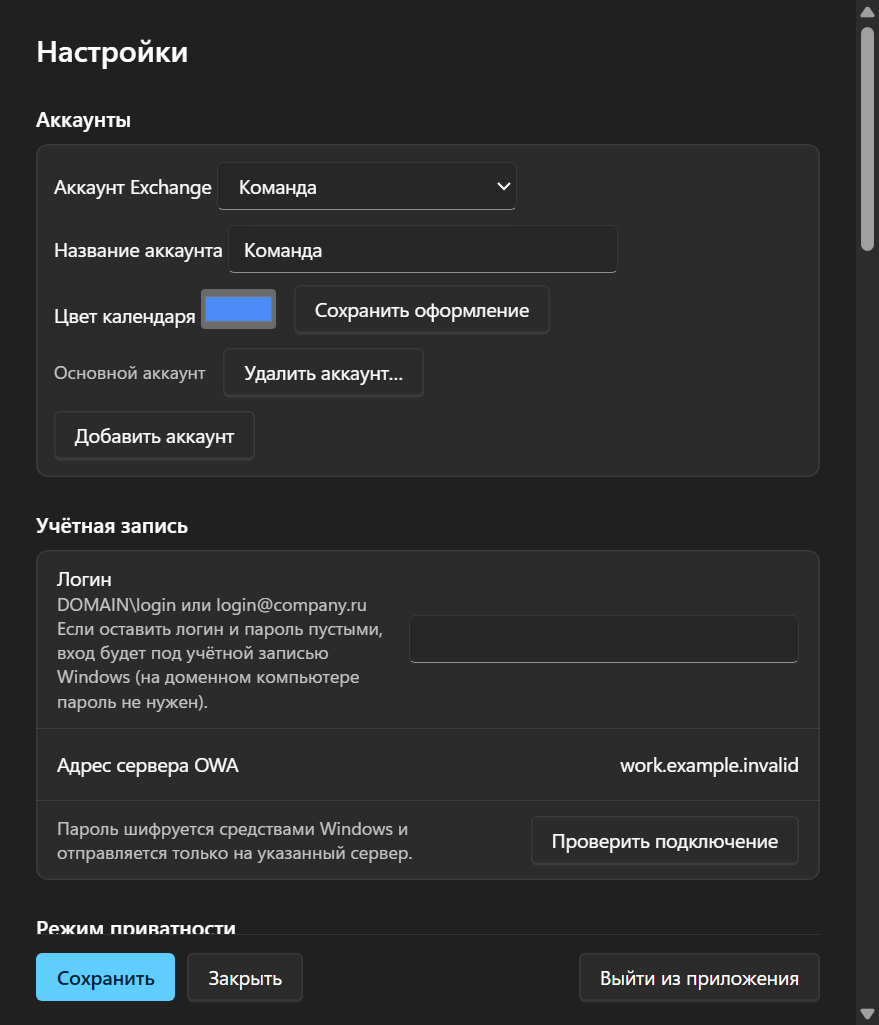 Настройки
Аккаунты
Аккаунт Exchange Команда
Название аккаунта Команда
Цвет календаря Сохранить оформление
Основной аккаунт Удалить аккаунт...
Добавить аккаунт
Учётная запись
Логин
DOMAIN\login или login@company.ru
Если оставить логин и пароль пустыми,
вход будет под учётной записью
Windows (на доменном компьютере
пароль не нужен).
Адрес сервера OWA work.example.invalid
Пароль шифруется средствами Windows и
отправляется только на указанный сервер.
Проверить подключение
Режим приватности
Сохранить Закрыть Выйти из приложения